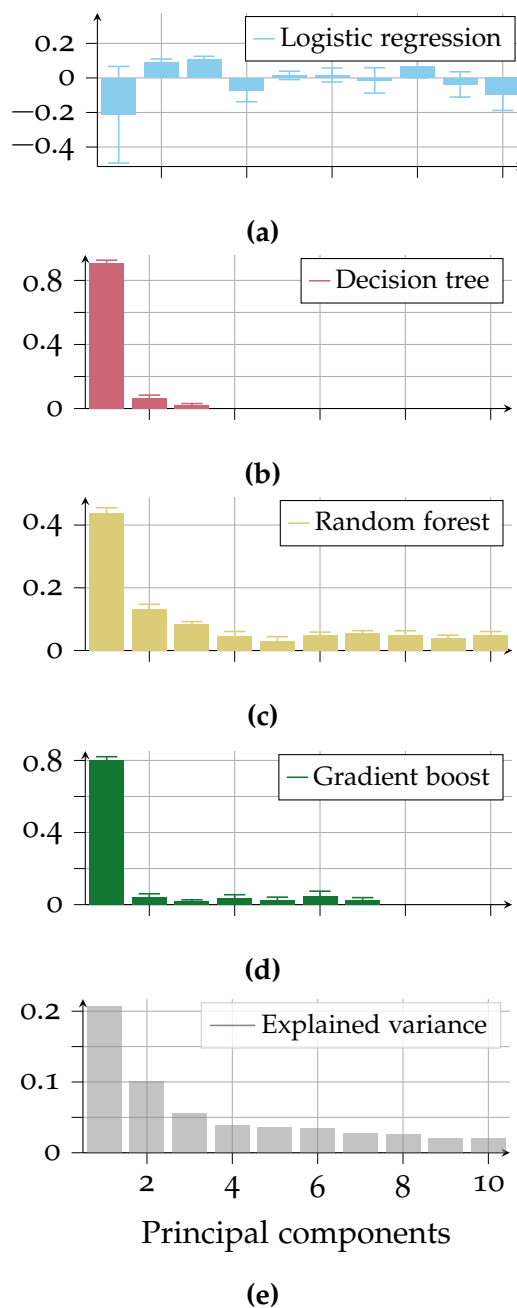 Logistic regression
0.2
0
−0.2
−0.4
(a)
Decision tree
0.8
0.4
0
(b)
Random forest
0.4
0.2
0
(c)
Gradient boost
0.8
0.4
0
(d)
Explained variance
0.2
0.1
0
2 4 6 8 10
Principal components
(e)